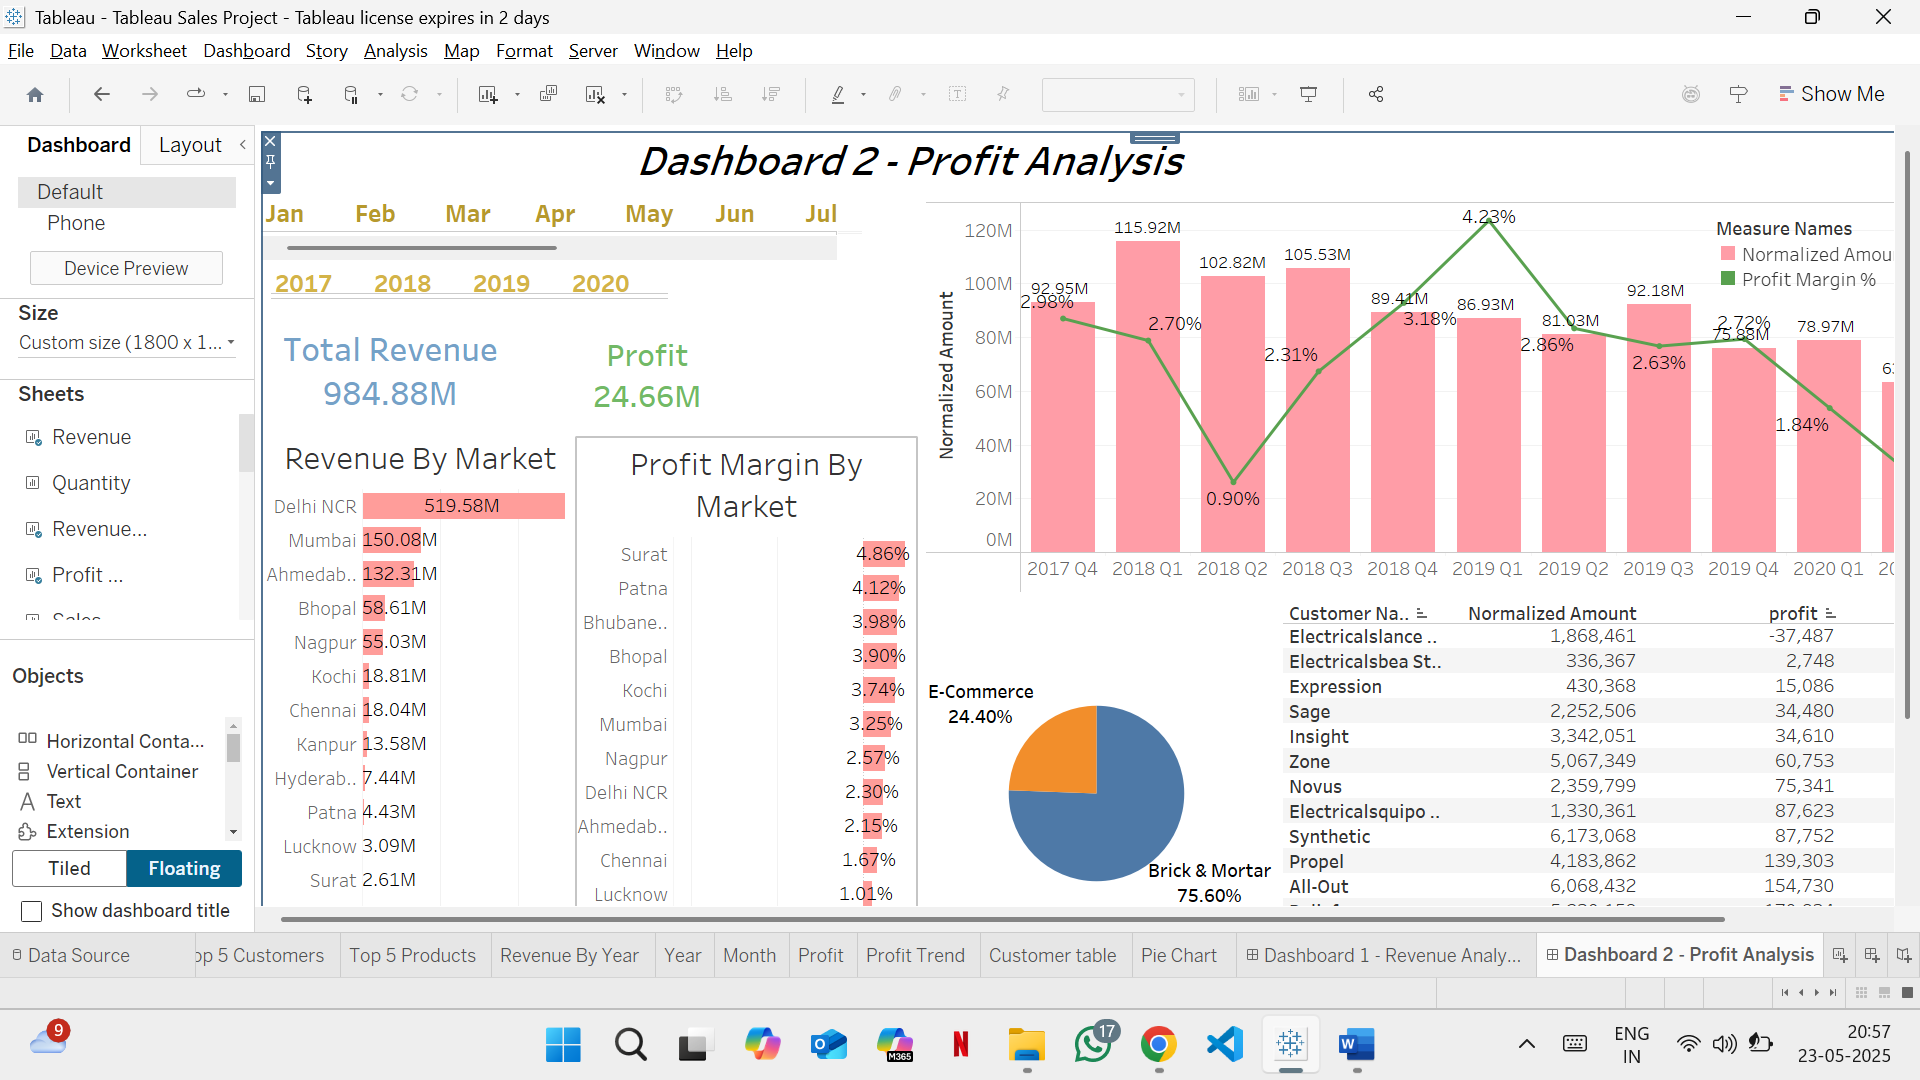 Tableau - Tableau Sales Project - Tableau license expires in 2 days
File Data Worksheet Dashboard Story Analysis Map Format Server Window Help
Show Me
Dashboard Layout
Default
Phone
Device Preview
Size
Custom size (1800 x 1...
Sheets
Revenue
Quantity
Revenue...
Profit ...
Objects
Horizontal Conta...
Vertical Container
Text
Extension
Tiled Floating
Show dashboard title
Dashboard 2 - Profit Analysis
Jan Feb Mar Apr May Jun Jul
2017 2018 2019 2020
Total Revenue
984.88M
Profit
24.66M
Revenue By Market
Delhi NCR 519.58M
Mumbai 150.08M
Ahmedab.. 132.31M
Bhopal 58.61M
Nagpur 55.03M
Kochi 18.81M
Chennai 18.04M
Kanpur 13.58M
Hyderab.. 7.44M
Patna 4.43M
Lucknow 3.09M
Surat 2.61M
Profit Margin By
Market
Surat 4.86%
Patna 4.12%
Bhubane.. 3.98%
Bhopal 3.90%
Kochi 3.74%
Mumbai 3.25%
Nagpur 2.57%
Delhi NCR 2.30%
Ahmedab.. 2.15%
Chennai 1.67%
Lucknow 1.01%
Normalized Amount
120M
100M
80M
60M
40M
20M
0M
92.95M 115.92M 102.82M 105.53M 89.41M 86.93M 81.03M 92.18M 75.88M 78.97M
2.98% 2.70% 0.90% 2.31% 3.18% 4.23% 2.86% 2.63% 2.72% 1.84%
2017 Q4 2018 Q1 2018 Q2 2018 Q3 2018 Q4 2019 Q1 2019 Q2 2019 Q3 2019 Q4 2020 Q1
Measure Names
Normalized Amou
Profit Margin %
E-Commerce
24.40%
Brick & Mortar
75.60%
Customer Na.. Normalized Amount profit
Electricalslance .. 1,868,461 -37,487
Electricalsbea St.. 336,367 2,748
Expression 430,368 15,086
Sage 2,252,506 34,480
Insight 3,342,051 34,610
Zone 5,067,349 60,753
Novus 2,359,799 75,341
Electricalsquipo .. 1,330,361 87,623
Synthetic 6,173,068 87,752
Propel 4,183,862 139,303
All-Out 6,068,432 154,730
Data Source op 5 Customers Top 5 Products Revenue By Year Year Month Profit Profit Trend Customer table Pie Chart Dashboard 1 - Revenue Analy... Dashboard 2 - Profit Analysis
9
M365
N
17
W
ENG
IN
20:57
23-05-2025